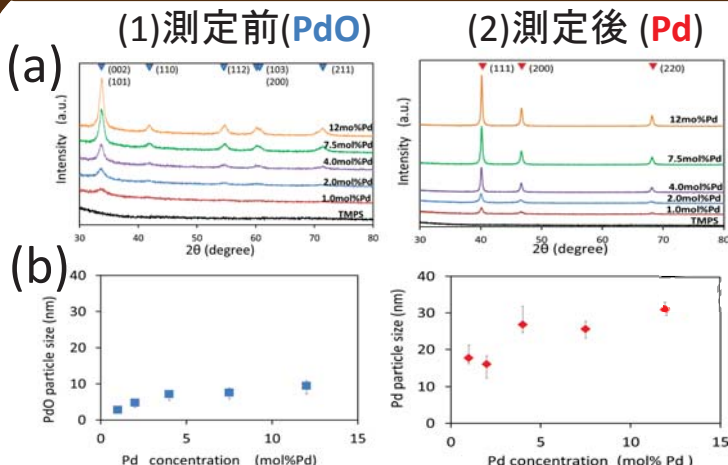 (1)測定前(PdO)
(2)測定後 (Pd)
(a)
Intensity (a.u.)
(002)
(101)
(110)
(112)
(103)
(200)
(211)
12mo%Pd
7.5mol%Pd
4.0mol%Pd
2.0mol%Pd
1.0mol%Pd
TMPS
30 40 50 60 70 80
2θ (degree)
Intensity (a.u.)
(111)
(200)
(220)
12mo%Pd
7.5mol%Pd
4.0mol%Pd
2.0mol%Pd
1.0mol%Pd
TMPS
30 40 50 60 70 80
2θ (degree)
(b)
PdO particle size (nm)
40
30
20
10
0
0 5 10 15
Pd concentration (mol%Pd)
Pd particle size (nm)
40
30
20
10
0
0 5 10 15
Pd concentration (mol% Pd )